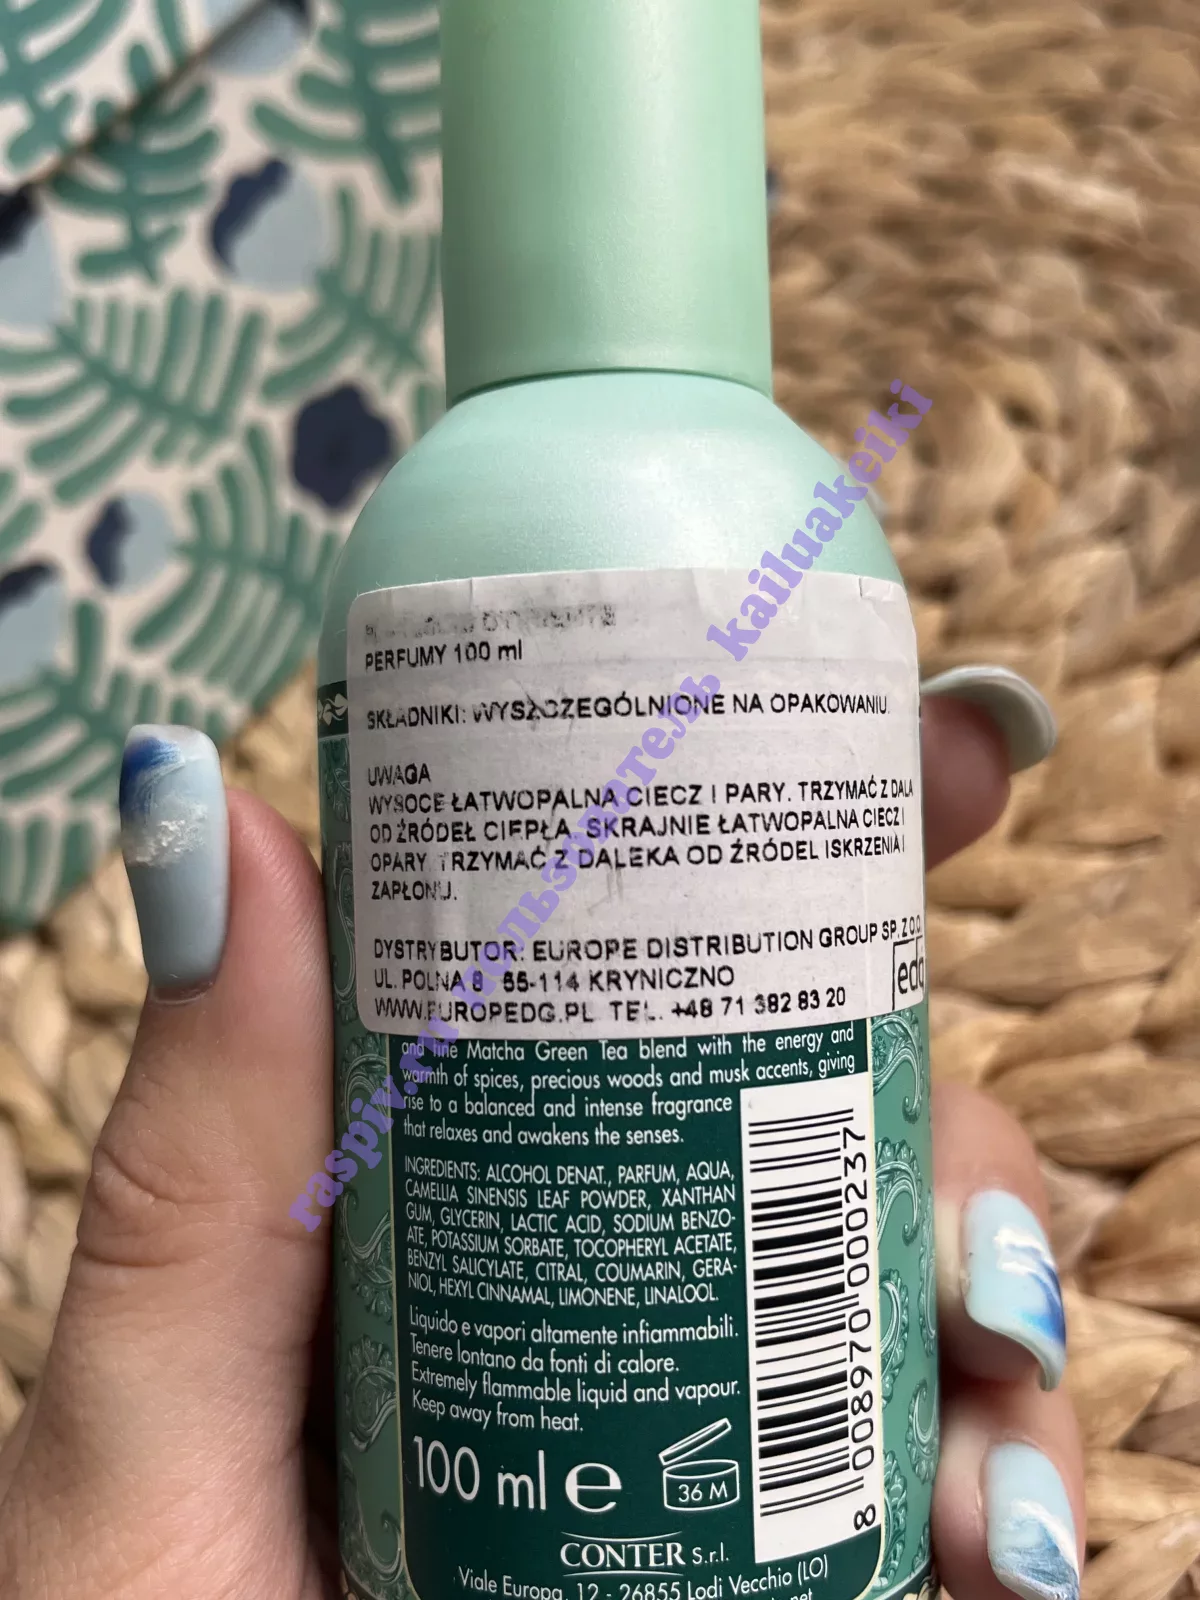 PERFUMY 100 ml
SKŁADNIKI: WYSZCZEGÓLNIONE NA OPAKOWANIU.
UWAGA
WYSOCE ŁATWOPALNA CIECZ I PARY. TRZYMAĆ Z DALA
OD ŹRÓDEŁ CIEPŁA. SKRAJNIE ŁATWOPALNA CIECZ I
OPARY TRZYMAĆ Z DALEKA OD ŹRÓDEL ISKRZENIA I
ZAPŁONU.
DYSTRYBUTOR: EUROPE DISTRIBUTION GROUP SP. Z O.O.
UL. POLNA 8 55-114 KRYNICZNO
WWW.EUROPEDG.PL TEL. +48 71 382 83 20
edg
and fine Matcha Green Tea blend with the energy and
warmth of spices, precious woods and musk accents, giving
rise to a balanced and intense fragrance
that relaxes and awakens the senses.
INGREDIENTS: ALCOHOL DENAT., PARFUM, AQUA,
CAMELLIA SINENSIS LEAF POWDER, XANTHAN
GUM, GLYCERIN, LACTIC ACID, SODIUM BENZO-
ATE, POTASSIUM SORBATE, TOCOPHERYL ACETATE,
BENZYL SALICYLATE, CITRAL, COUMARIN, GERA-
NIOL, HEXYL CINNAMAL, LIMONENE, LINALOOL.
Liquido e vapori altamente infiammabili.
Tenere lontano da fonti di calore.
Extremely flammable liquid and vapour.
Keep away from heat.
100 ml e
36 M
8 008970 000237
CONTER S.r.l.
Viale Europa, 12 - 26855 Lodi Vecchio (LO)
raspiv.ru пользователь kailuakeiki